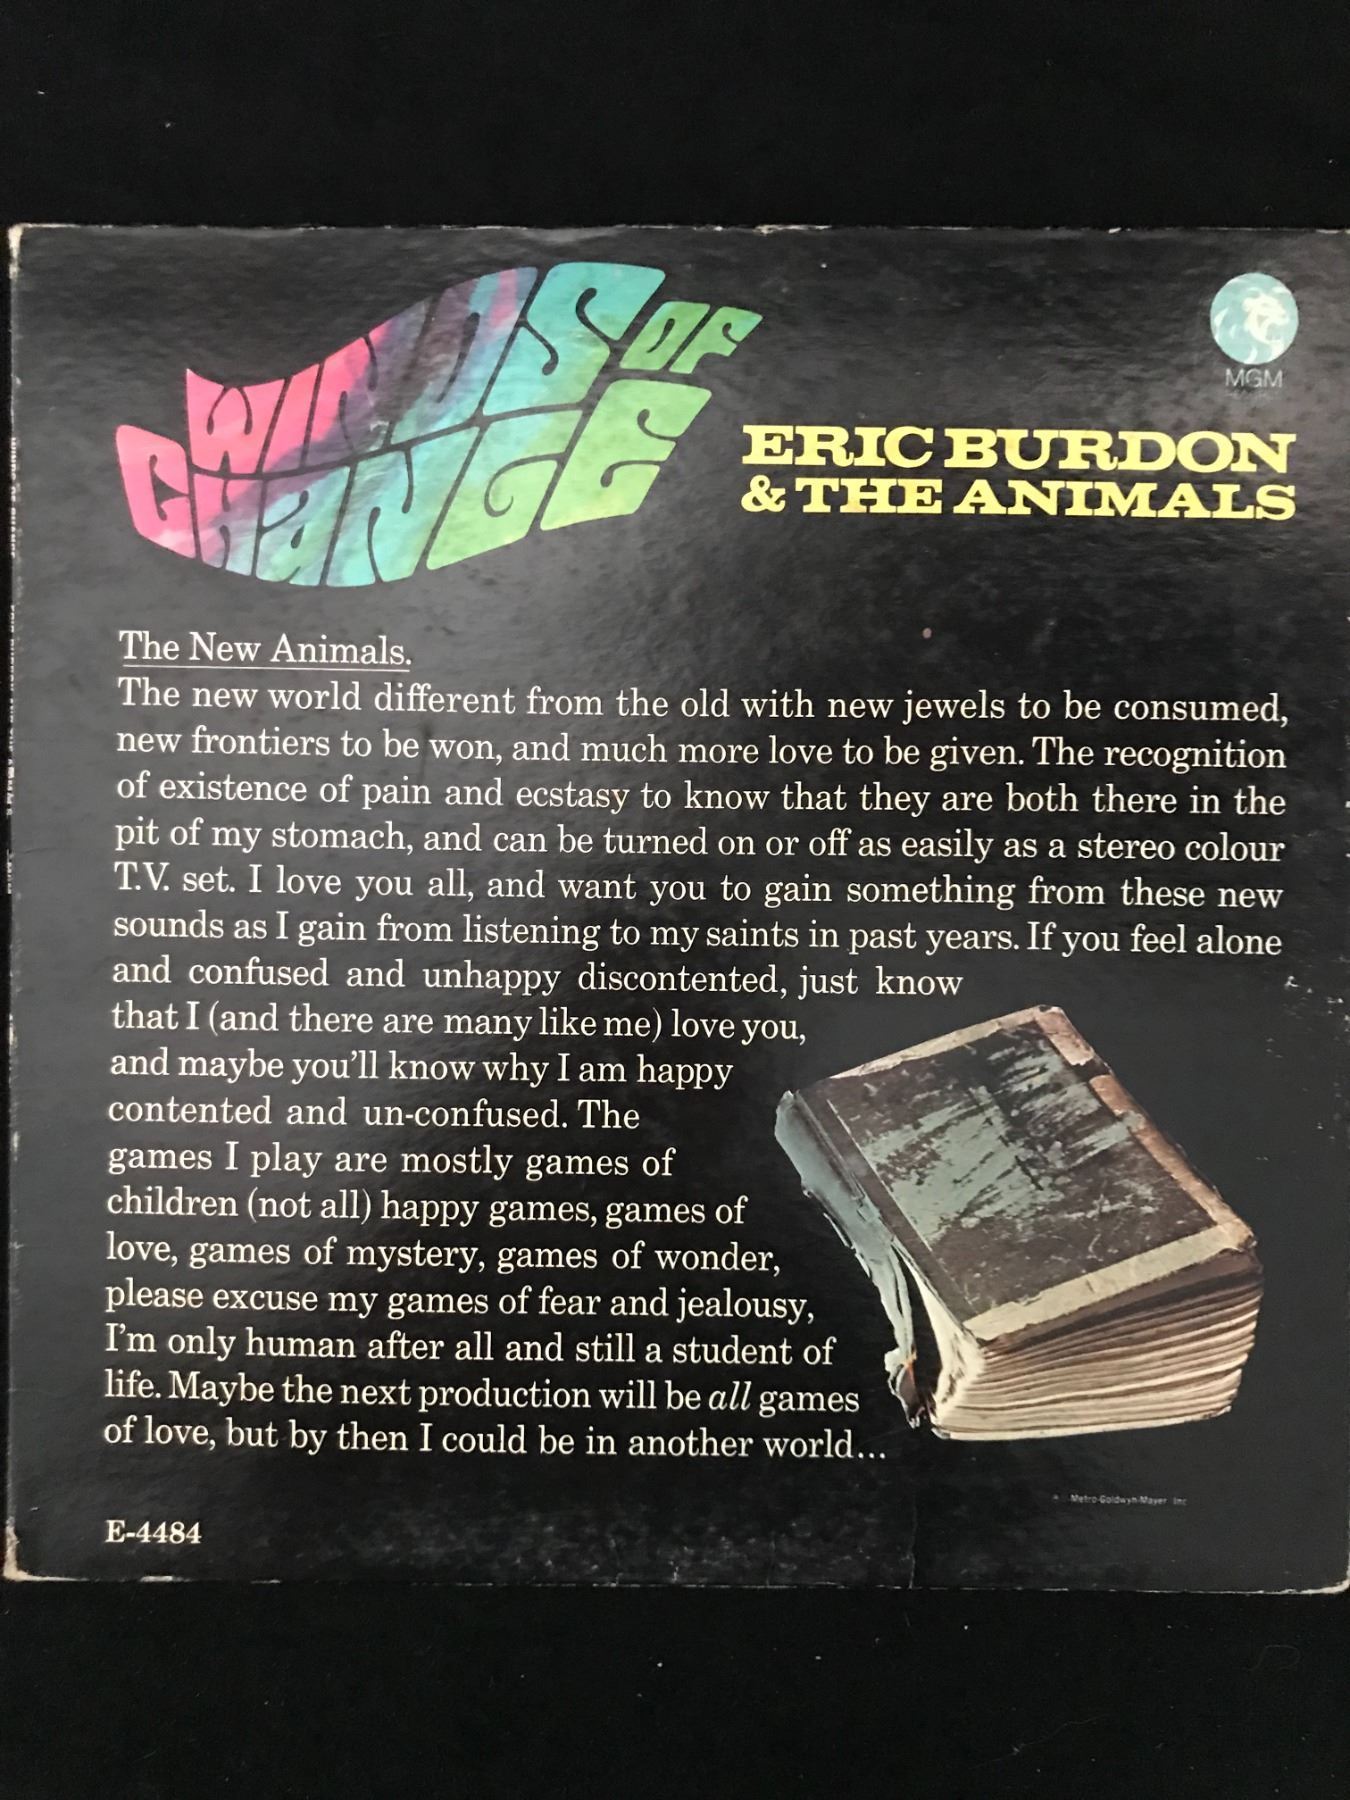 WINDS OF
CHANGE
MGM
ERIC BURDON
& THE ANIMALS
The New Animals.
The new world different from the old with new jewels to be consumed,
new frontiers to be won, and much more love to be given. The recognition
of existence of pain and ecstasy to know that they are both there in the
pit of my stomach, and can be turned on or off as easily as a stereo colour
T.V. set. I love you all, and want you to gain something from these new
sounds as I gain from listening to my saints in past years. If you feel alone
and confused and unhappy discontented, just know
that I (and there are many like me) love you,
and maybe you'll know why I am happy
contented and un-confused. The
games I play are mostly games of
children (not all) happy games, games of
love, games of mystery, games of wonder,
please excuse my games of fear and jealousy,
I'm only human after all and still a student of
life. Maybe the next production will be all games
of love, but by then I could be in another world...
Metro-Goldwyn-Mayer Inc
E-4484